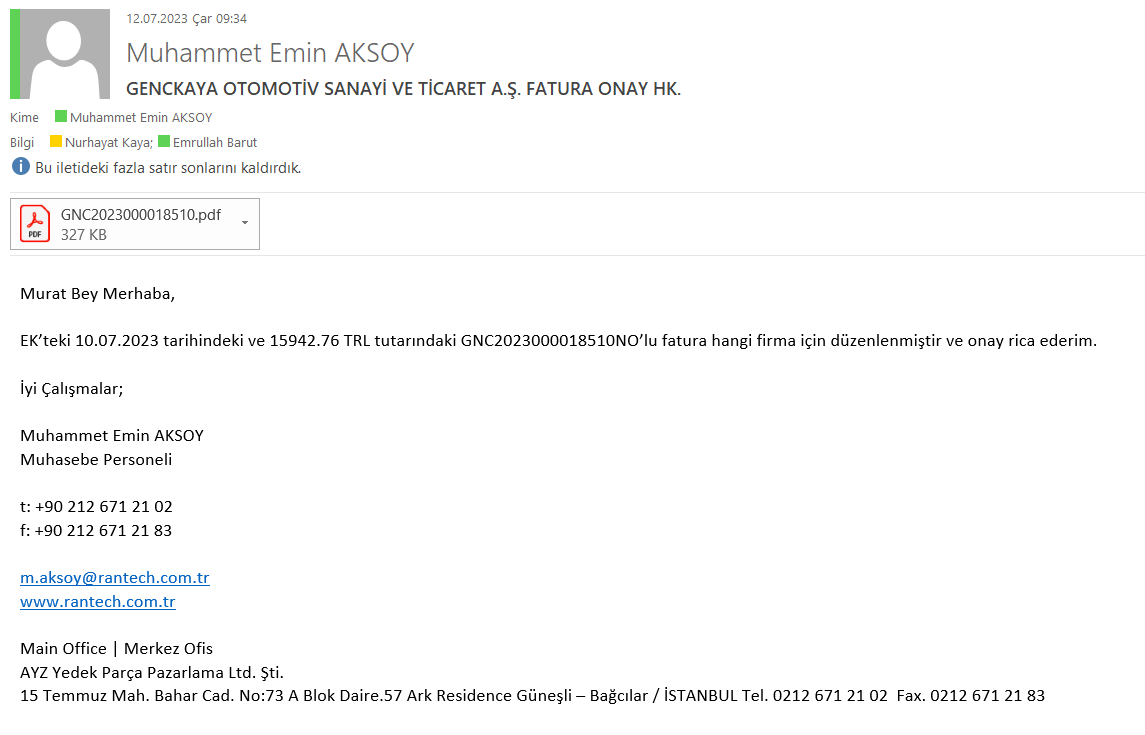 12.07.2023 Çar 09:34
Muhammet Emin AKSOY
GENCKAYA OTOMOTİV SANAYİ VE TİCARET A.Ş. FATURA ONAY HK.
Kime Muhammet Emin AKSOY
Bilgi Nurhayat Kaya; Emrullah Barut
Bu iletideki fazla satır sonlarını kaldırdık.
GNC2023000018510.pdf
PDF
327 KB
Murat Bey Merhaba,
EK’teki 10.07.2023 tarihindeki ve 15942.76 TRL tutarındaki GNC2023000018510NO’lu fatura hangi firma için düzenlenmiştir ve onay rica ederim.
İyi Çalışmalar;
Muhammet Emin AKSOY
Muhasebe Personeli
t: +90 212 671 21 02
f: +90 212 671 21 83
m.aksoy@rantech.com.tr
www.rantech.com.tr
Main Office | Merkez Ofis
AYZ Yedek Parça Pazarlama Ltd. Şti.
15 Temmuz Mah. Bahar Cad. No:73 A Blok Daire.57 Ark Residence Güneşli – Bağcılar / İSTANBUL Tel. 0212 671 21 02  Fax. 0212 671 21 83